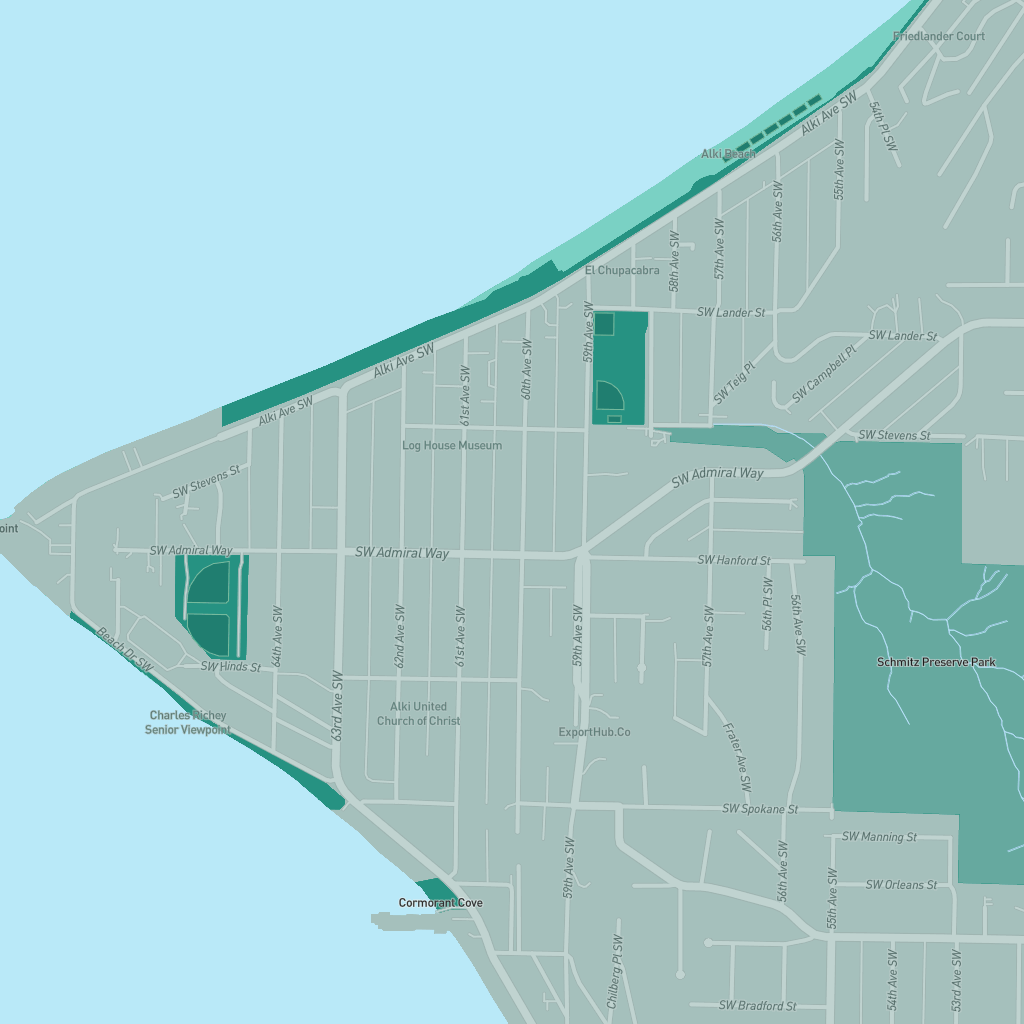 Friedlander Court
54th Pl SW
Alki Ave SW
Alki Beach
55th Ave SW
56th Ave SW
57th Ave SW
58th Ave SW
El Chupacabra
SW Lander St
59th Ave SW
SW Lander St
Alki Ave SW
60th Ave SW
61st Ave SW
SW Teig Pl
SW Campbell Pl
Alki Ave SW
Log House Museum
SW Stevens St
SW Stevens St
SW Admiral Way
oint
SW Admiral Way
SW Admiral Way
SW Hanford St
56th Pl SW
56th Ave SW
Beach Dr SW
64th Ave SW
62nd Ave SW
61st Ave SW
59th Ave SW
57th Ave SW
SW Hinds St
Schmitz Preserve Park
63rd Ave SW
Charles Richey
Senior Viewpoint
Alki United
Church of Christ
ExportHub.Co
Frater Ave SW
SW Spokane St
SW Manning St
59th Ave SW
56th Ave SW
SW Orleans St
55th Ave SW
Cormorant Cove
Chilberg Pl SW
54th Ave SW
53rd Ave SW
SW Bradford St